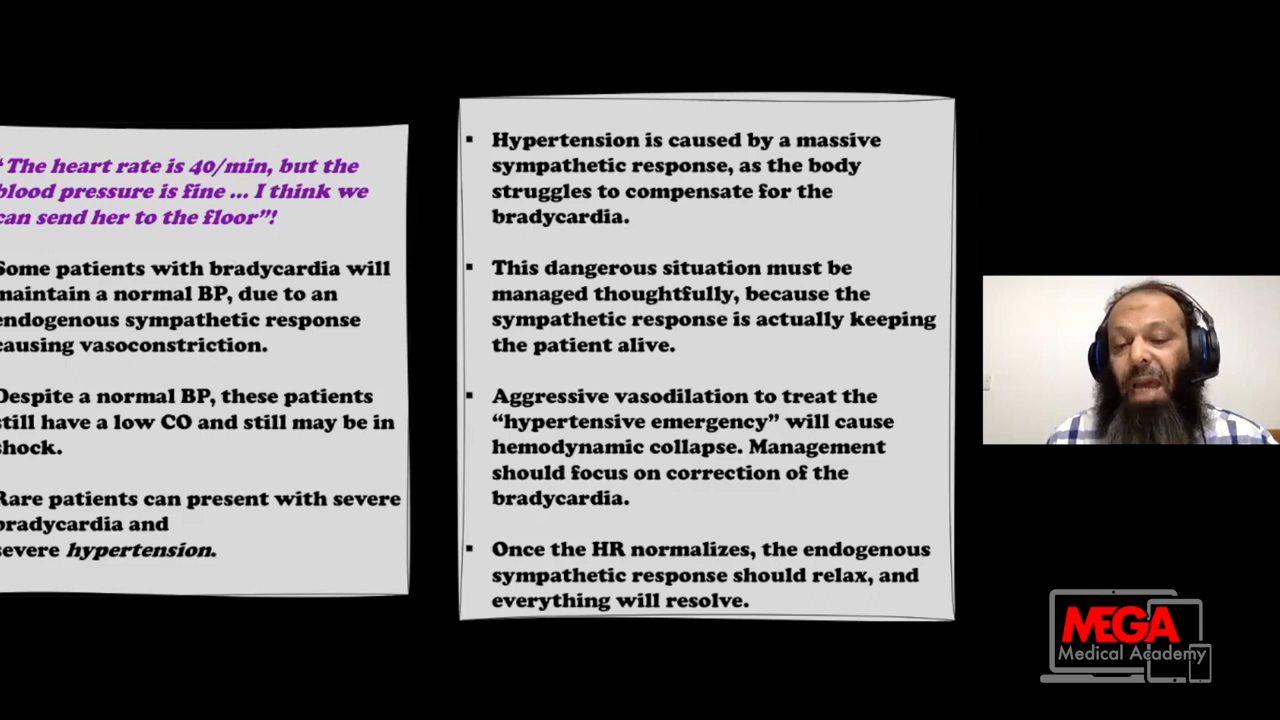 “ The heart rate is 40/min, but the
blood pressure is fine ... I think we
can send her to the floor”!
Some patients with bradycardia will
maintain a normal BP, due to an
endogenous sympathetic response
causing vasoconstriction.
Despite a normal BP, these patients
still have a low CO and still may be in
shock.
Rare patients can present with severe
bradycardia and
severe hypertension.
▪ Hypertension is caused by a massive
sympathetic response, as the body
struggles to compensate for the
bradycardia.
▪ This dangerous situation must be
managed thoughtfully, because the
sympathetic response is actually keeping
the patient alive.
▪ Aggressive vasodilation to treat the
“hypertensive emergency” will cause
hemodynamic collapse. Management
should focus on correction of the
bradycardia.
▪ Once the HR normalizes, the endogenous
sympathetic response should relax, and
everything will resolve.
MEGA
Medical Academy